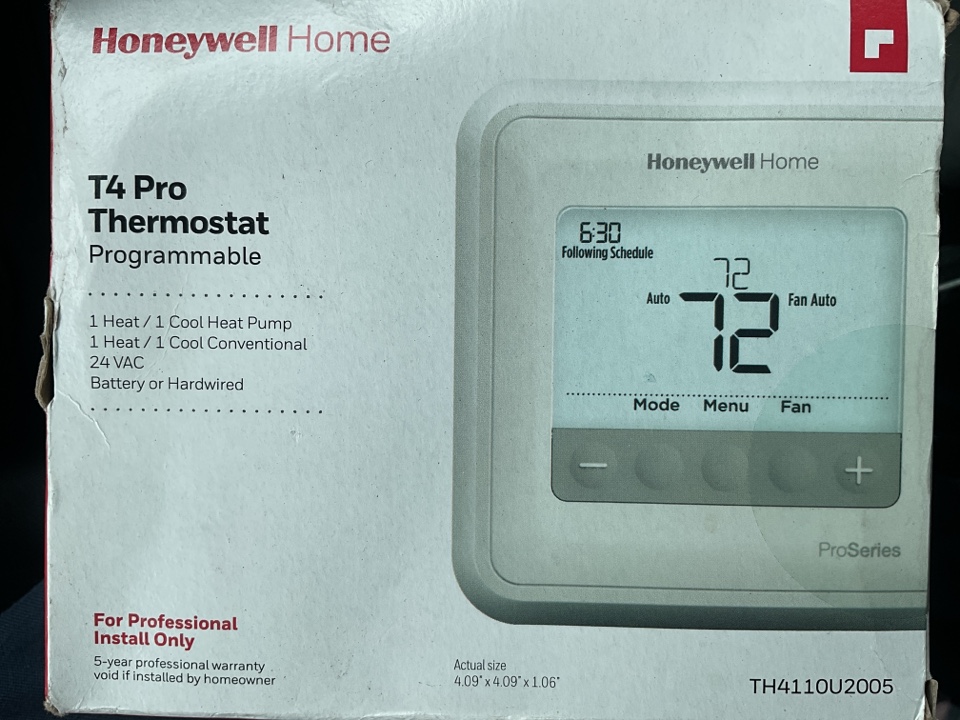 Honeywell Home
T4 Pro
Thermostat
Programmable
1 Heat / 1 Cool Heat Pump
1 Heat / 1 Cool Conventional
24 VAC
Battery or Hardwired
For Professional
Install Only
5-year professional warranty
void if installed by homeowner
Honeywell Home
6:30
Following Schedule
72
Auto 72 Fan Auto
Mode Menu Fan
− +
ProSeries
Actual size
4.09" x 4.09" x 1.06"
TH4110U2005